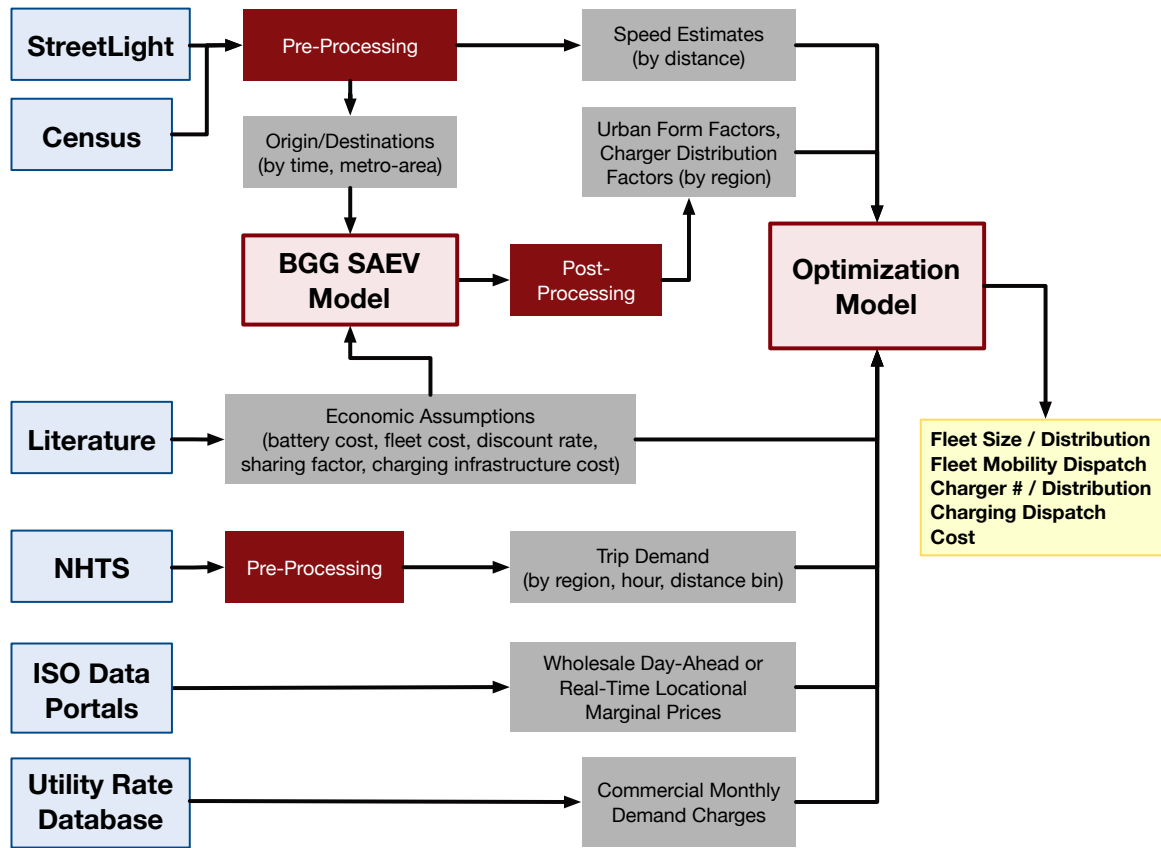 StreetLight
Pre-Processing
Speed Estimates
(by distance)
Census
Origin/Destinations
(by time, metro-area)
Urban Form Factors,
Charger Distribution
Factors (by region)
BGG SAEV
Model
Post-
Processing
Optimization
Model
Literature
Economic Assumptions
(battery cost, fleet cost, discount rate,
sharing factor, charging infrastructure cost)
Fleet Size / Distribution
Fleet Mobility Dispatch
Charger # / Distribution
Charging Dispatch
Cost
NHTS
Pre-Processing
Trip Demand
(by region, hour, distance bin)
ISO Data
Portals
Wholesale Day-Ahead or
Real-Time Locational
Marginal Prices
Utility Rate
Database
Commercial Monthly
Demand Charges